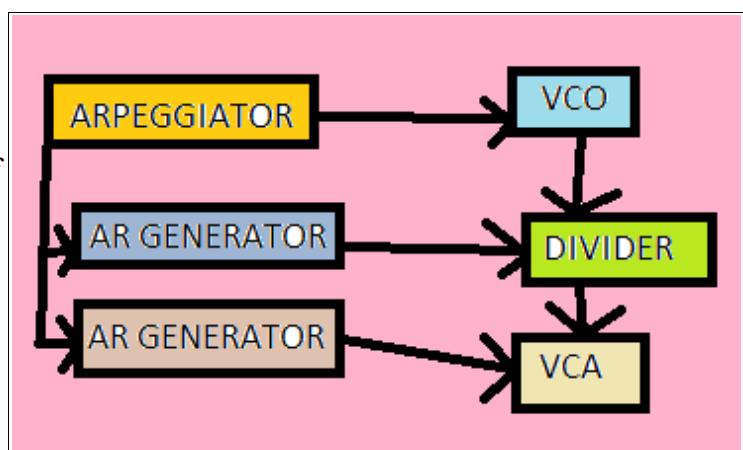 ARPEGGIATOR
VCO
AR GENERATOR
DIVIDER
AR GENERATOR
VCA